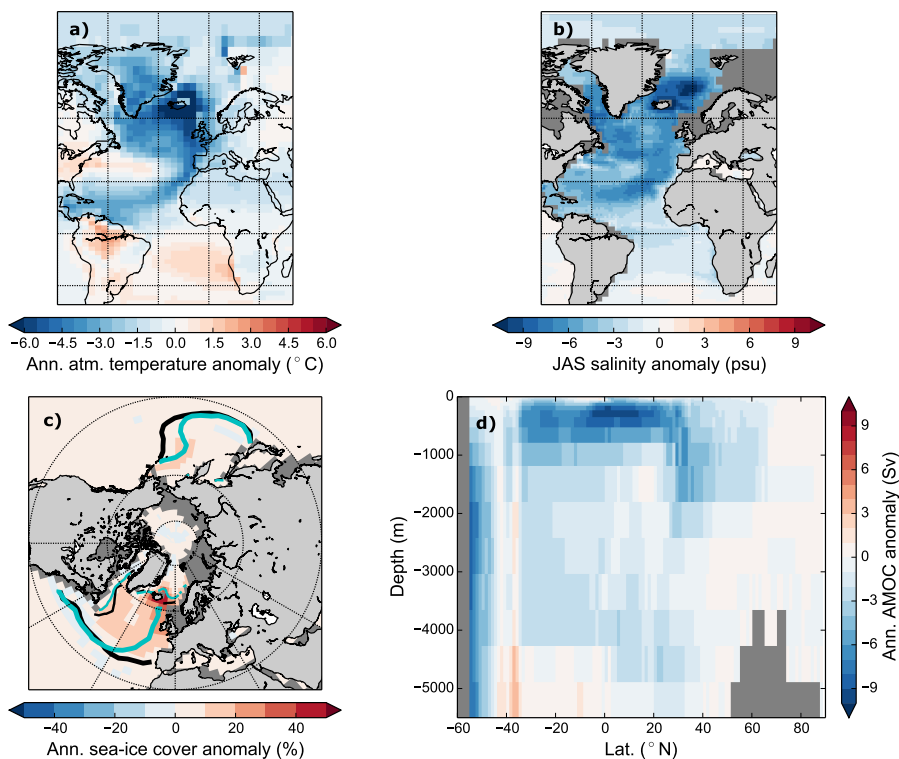 a)
−6.0 −4.5 −3.0 −1.5 0.0 1.5 3.0 4.5 6.0
Ann. atm. temperature anomaly (°C)
b)
−9 −6 −3 0 3 6 9
JAS salinity anomaly (psu)
c)
−40 −20 0 20 40
Ann. sea-ice cover anomaly (%)
d)
0
−1000
−2000
−3000
−4000
−5000
Depth (m)
−60 −40 −20 0 20 40 60 80
Lat. (°N)
9
6
3
0
−3
−6
−9
Ann. AMOC anomaly (Sv)